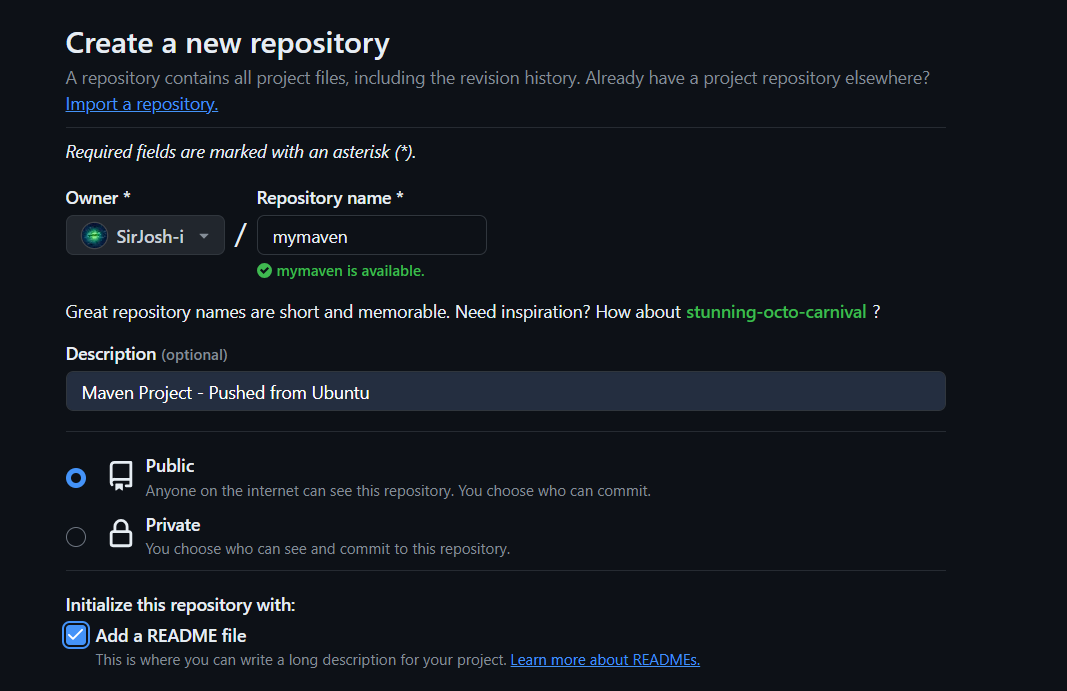 Create a new repository
A repository contains all project files, including the revision history. Already have a project repository elsewhere?
Import a repository.
Required fields are marked with an asterisk (*).
Owner *
Repository name *
SirJosh-i
/
mymaven
mymaven is available.
Great repository names are short and memorable. Need inspiration? How about stunning-octo-carnival ?
Description (optional)
Maven Project - Pushed from Ubuntu
Public
Anyone on the internet can see this repository. You choose who can commit.
Private
You choose who can see and commit to this repository.
Initialize this repository with:
Add a README file
This is where you can write a long description for your project. Learn more about READMEs.